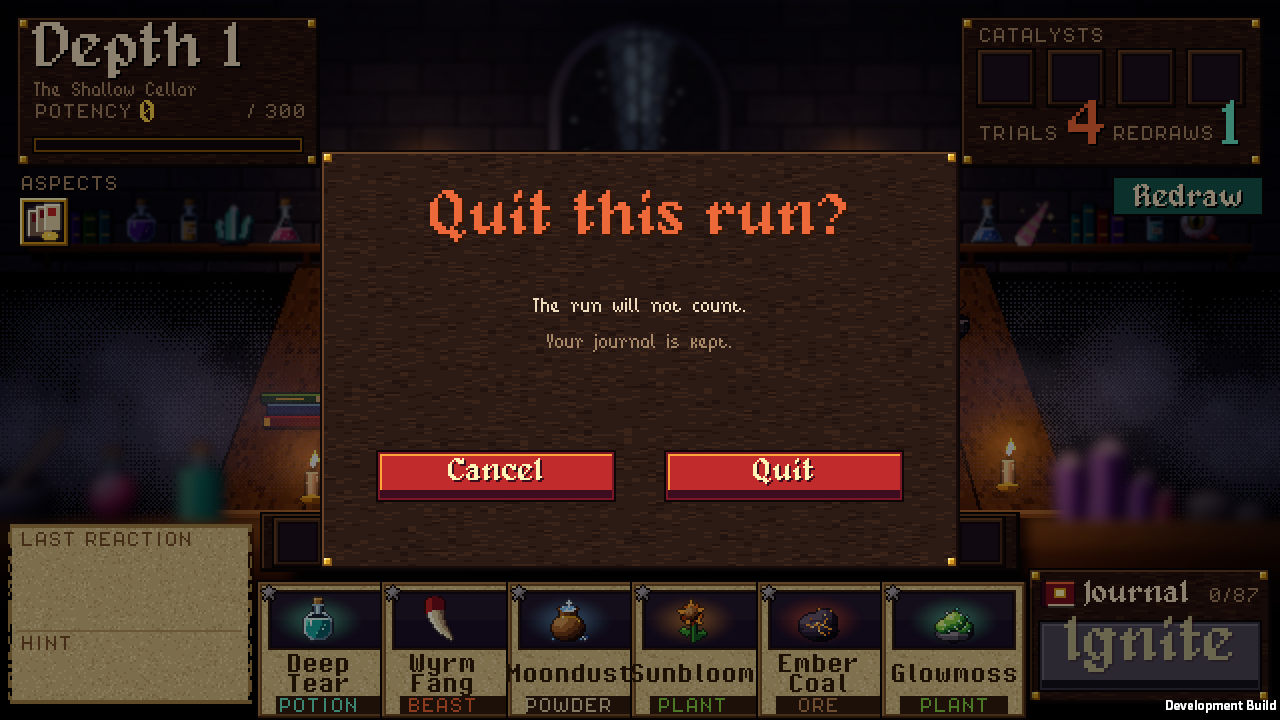 Depth 1
The Shallow Cellar
POTENCY 0 / 300
ASPECTS
CATALYSTS
TRIALS 4 REDRAWS 1
Redraw
Quit this run?
The run will not count.
Your journal is kept.
Cancel
Quit
LAST REACTION
HINT
Deep
Tear
POTION
Wyrm
Fang
BEAST
Moondust
POWDER
Sunbloom
PLANT
Ember
Coal
ORE
Glowmoss
PLANT
Journal 0/87
Ignite
Development Build